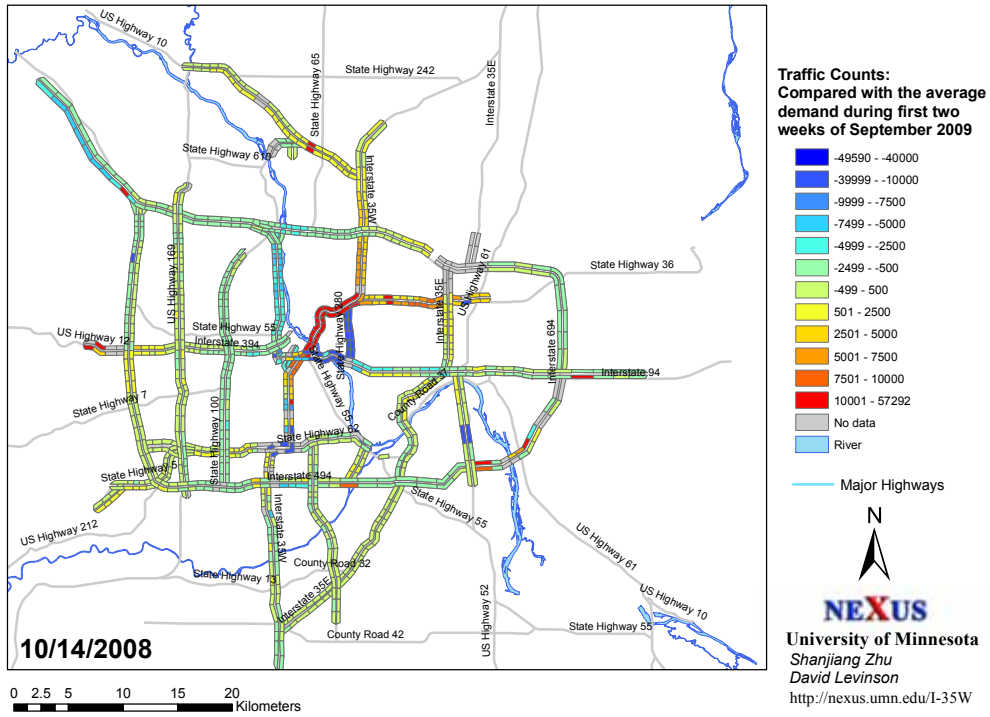 US Highway 10
State Highway 65
State Highway 242
Interstate 35E
State Highway 610
Interstate 35W
US Highway 169
US Highway 61
State Highway 36
Interstate 35E
State Highway 280
Interstate 694
US Highway 12
State Highway 55
Interstate 394
Interstate 94
State Highway 7
State Highway 100
State Highway 55
County Road 37
State Highway 62
State Highway 5
Interstate 494
State Highway 55
US Highway 212
Interstate 35W
US Highway 61
County Road 32
State Highway 13
Interstate 35E
US Highway 52
US Highway 10
State Highway 55
County Road 42
10/14/2008
0 2.5 5 10 15 20
Kilometers
Traffic Counts:
Compared with the average
demand during first two
weeks of September 2009
-49590 - -40000
-39999 - -10000
-9999 - -7500
-7499 - -5000
-4999 - -2500
-2499 - -500
-499 - 500
501 - 2500
2501 - 5000
5001 - 7500
7501 - 10000
10001 - 57292
No data
River
Major Highways
N
NEXUS
University of Minnesota
Shanjiang Zhu
David Levinson
http://nexus.umn.edu/I-35W